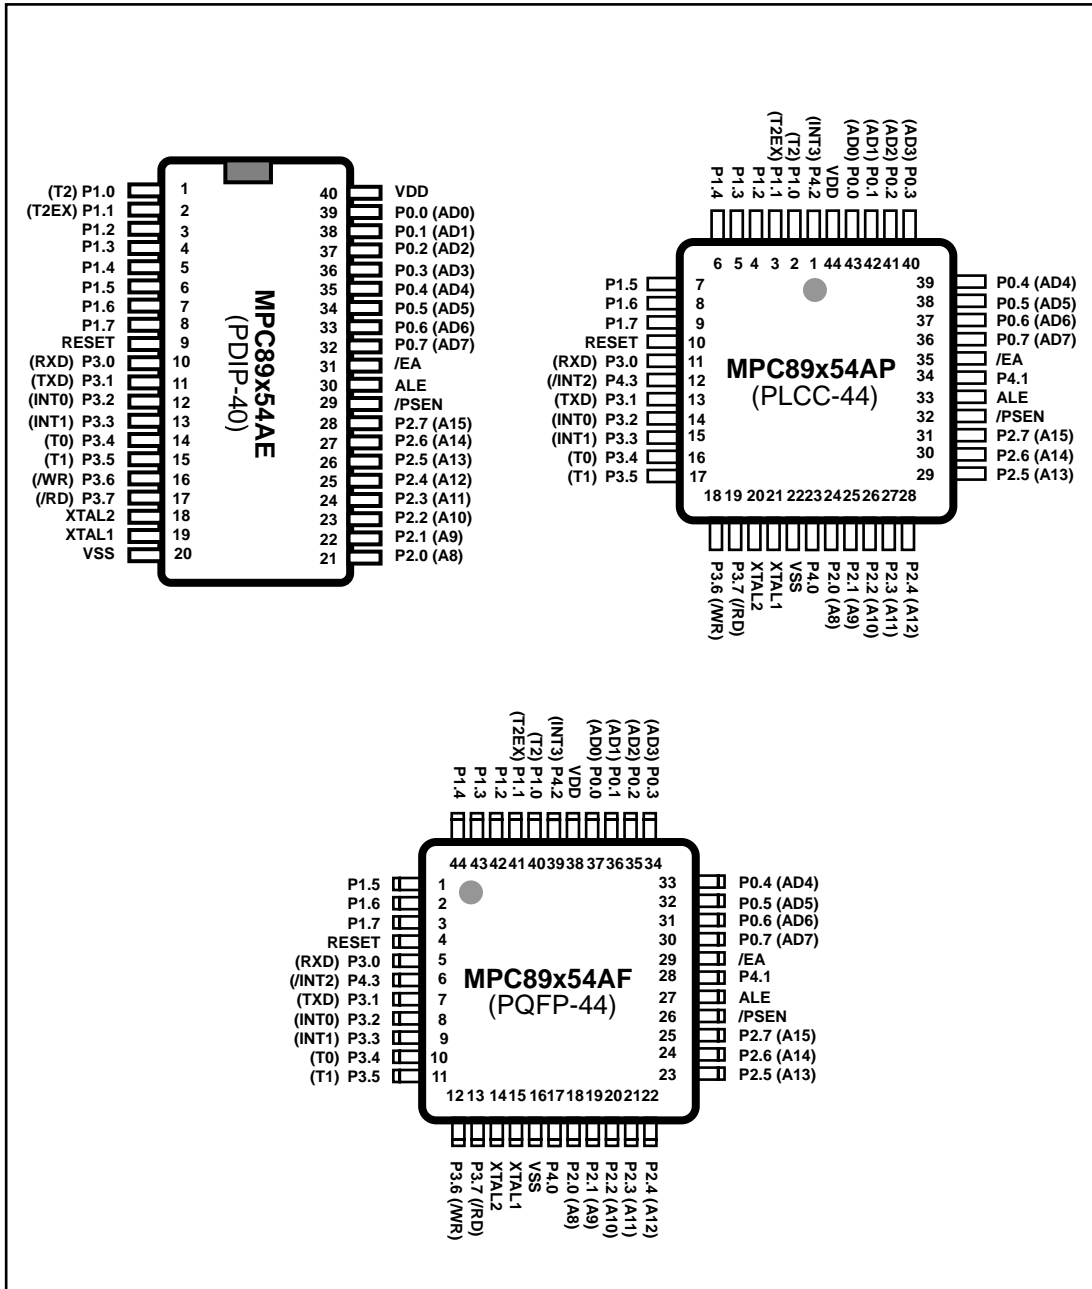 (T2) P1.0 1
(T2EX) P1.1 2
P1.2 3
P1.3 4
P1.4 5
P1.5 6
P1.6 7
P1.7 8
RESET 9
(RXD) P3.0 10
(TXD) P3.1 11
(INT0) P3.2 12
(INT1) P3.3 13
(T0) P3.4 14
(T1) P3.5 15
(/WR) P3.6 16
(/RD) P3.7 17
XTAL2 18
XTAL1 19
VSS 20
MPC89x54AE
(PDIP-40)
40 VDD
39 P0.0 (AD0)
38 P0.1 (AD1)
37 P0.2 (AD2)
36 P0.3 (AD3)
35 P0.4 (AD4)
34 P0.5 (AD5)
33 P0.6 (AD6)
32 P0.7 (AD7)
31 /EA
30 ALE
29 /PSEN
28 P2.7 (A15)
27 P2.6 (A14)
26 P2.5 (A13)
25 P2.4 (A12)
24 P2.3 (A11)
23 P2.2 (A10)
22 P2.1 (A9)
21 P2.0 (A8)
P1.4
P1.3
P1.2
(T2EX) P1.1
(T2) P1.0
(INT3) P4.2
VDD
(AD0) P0.0
(AD1) P0.1
(AD2) P0.2
(AD3) P0.3
6 5 4 3 2 1 44 43 42 41 40
P1.5 7
P1.6 8
P1.7 9
RESET 10
(RXD) P3.0 11
(/INT2) P4.3 12
(TXD) P3.1 13
(INT0) P3.2 14
(INT1) P3.3 15
(T0) P3.4 16
(T1) P3.5 17
MPC89x54AP
(PLCC-44)
39 P0.4 (AD4)
38 P0.5 (AD5)
37 P0.6 (AD6)
36 P0.7 (AD7)
35 /EA
34 P4.1
33 ALE
32 /PSEN
31 P2.7 (A15)
30 P2.6 (A14)
29 P2.5 (A13)
18 19 20 21 22 23 24 25 26 27 28
P3.6 (/WR)
P3.7 (/RD)
XTAL2
XTAL1
VSS
P4.0
P2.0 (A8)
P2.1 (A9)
P2.2 (A10)
P2.3 (A11)
P2.4 (A12)
P1.4
P1.3
P1.2
(T2EX) P1.1
(T2) P1.0
(INT3) P4.2
VDD
(AD0) P0.0
(AD1) P0.1
(AD2) P0.2
(AD3) P0.3
44 43 42 41 40 39 38 37 36 35 34
P1.5 1
P1.6 2
P1.7 3
RESET 4
(RXD) P3.0 5
(/INT2) P4.3 6
(TXD) P3.1 7
(INT0) P3.2 8
(INT1) P3.3 9
(T0) P3.4 10
(T1) P3.5 11
MPC89x54AF
(PQFP-44)
33 P0.4 (AD4)
32 P0.5 (AD5)
31 P0.6 (AD6)
30 P0.7 (AD7)
29 /EA
28 P4.1
27 ALE
26 /PSEN
25 P2.7 (A15)
24 P2.6 (A14)
23 P2.5 (A13)
12 13 14 15 16 17 18 19 20 21 22
P3.6 (/WR)
P3.7 (/RD)
XTAL2
XTAL1
VSS
P4.0
P2.0 (A8)
P2.1 (A9)
P2.2 (A10)
P2.3 (A11)
P2.4 (A12)